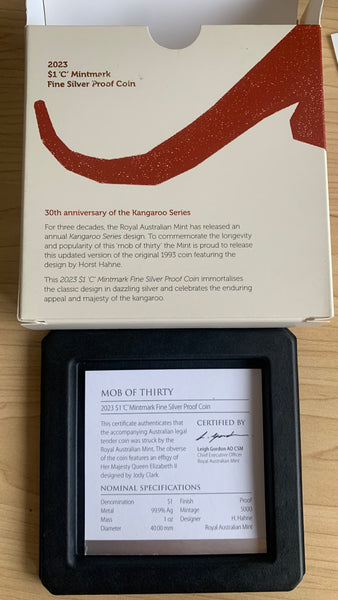 2023
$1 'C' Mintmark
Fine Silver Proof Coin
30th anniversary of the Kangaroo Series
For three decades, the Royal Australian Mint has released an
annual Kangaroo Series design. To commemorate the longevity
and popularity of this 'mob of thirty' the Mint is proud to release
this updated version of the original 1993 coin featuring the
design by Horst Hahne.
This 2023 $1 'C' Mintmark Fine Silver Proof Coin immortalises
the classic design in dazzling silver and celebrates the enduring
appeal and majesty of the kangaroo.
MOB OF THIRTY
2023 $1 'C' Mintmark Fine Silver Proof Coin
This certificate authenticates that
the accompanying Australian legal
tender coin was struck by the
Royal Australian Mint. The obverse
of the coin features an effigy of
Her Majesty Queen Elizabeth II
designed by Jody Clark.
CERTIFIED BY
Leigh Gordon AO CSM
Chief Executive Officer
Royal Australian Mint
NOMINAL SPECIFICATIONS
Denomination $1 Finish Proof
Metal 99.9% Ag Mintage 5000
Mass 1 oz Designer H. Hahne
Diameter 40.00 mm Royal Australian Mint